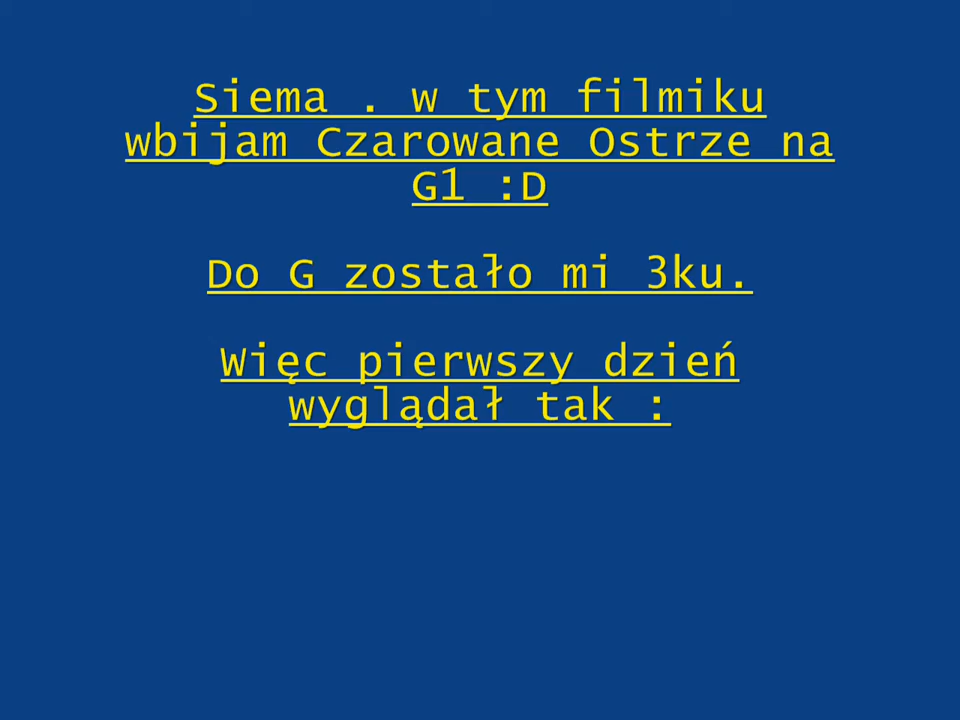 Siema . w tym filmiku
wbijam Czarowane Ostrze na
G1 :D
Do G zostało mi 3ku.
Więc pierwszy dzień
wyglądał tak :